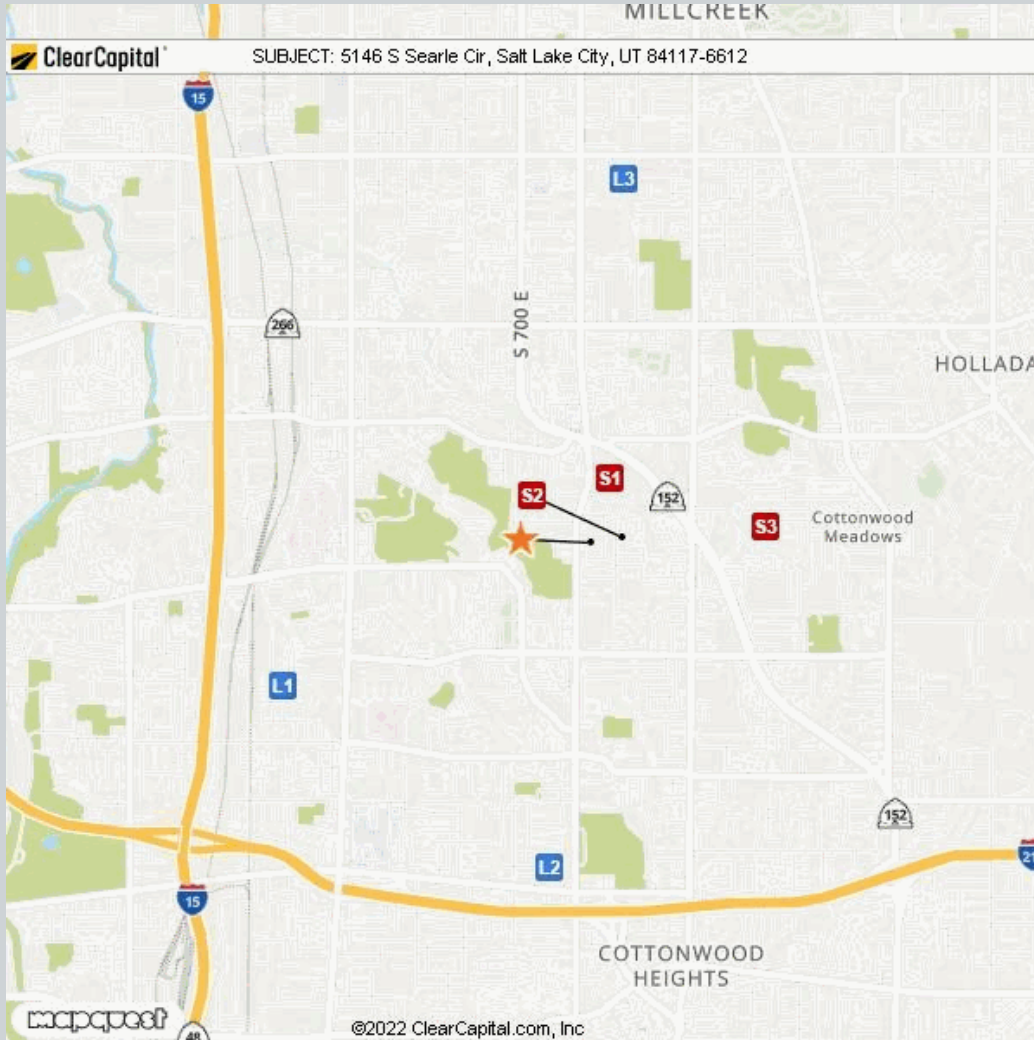 MILLCREEK
ClearCapital
SUBJECT: 5146 S Searle Cir, Salt Lake City, UT 84117-6612
15
L3
266
S 700 E
HOLLADA
S1
S2
152
S3
Cottonwood
Meadows
L1
152
L2
21
15
COTTONWOOD
HEIGHTS
mapquest
©2022 ClearCapital.com, Inc
48